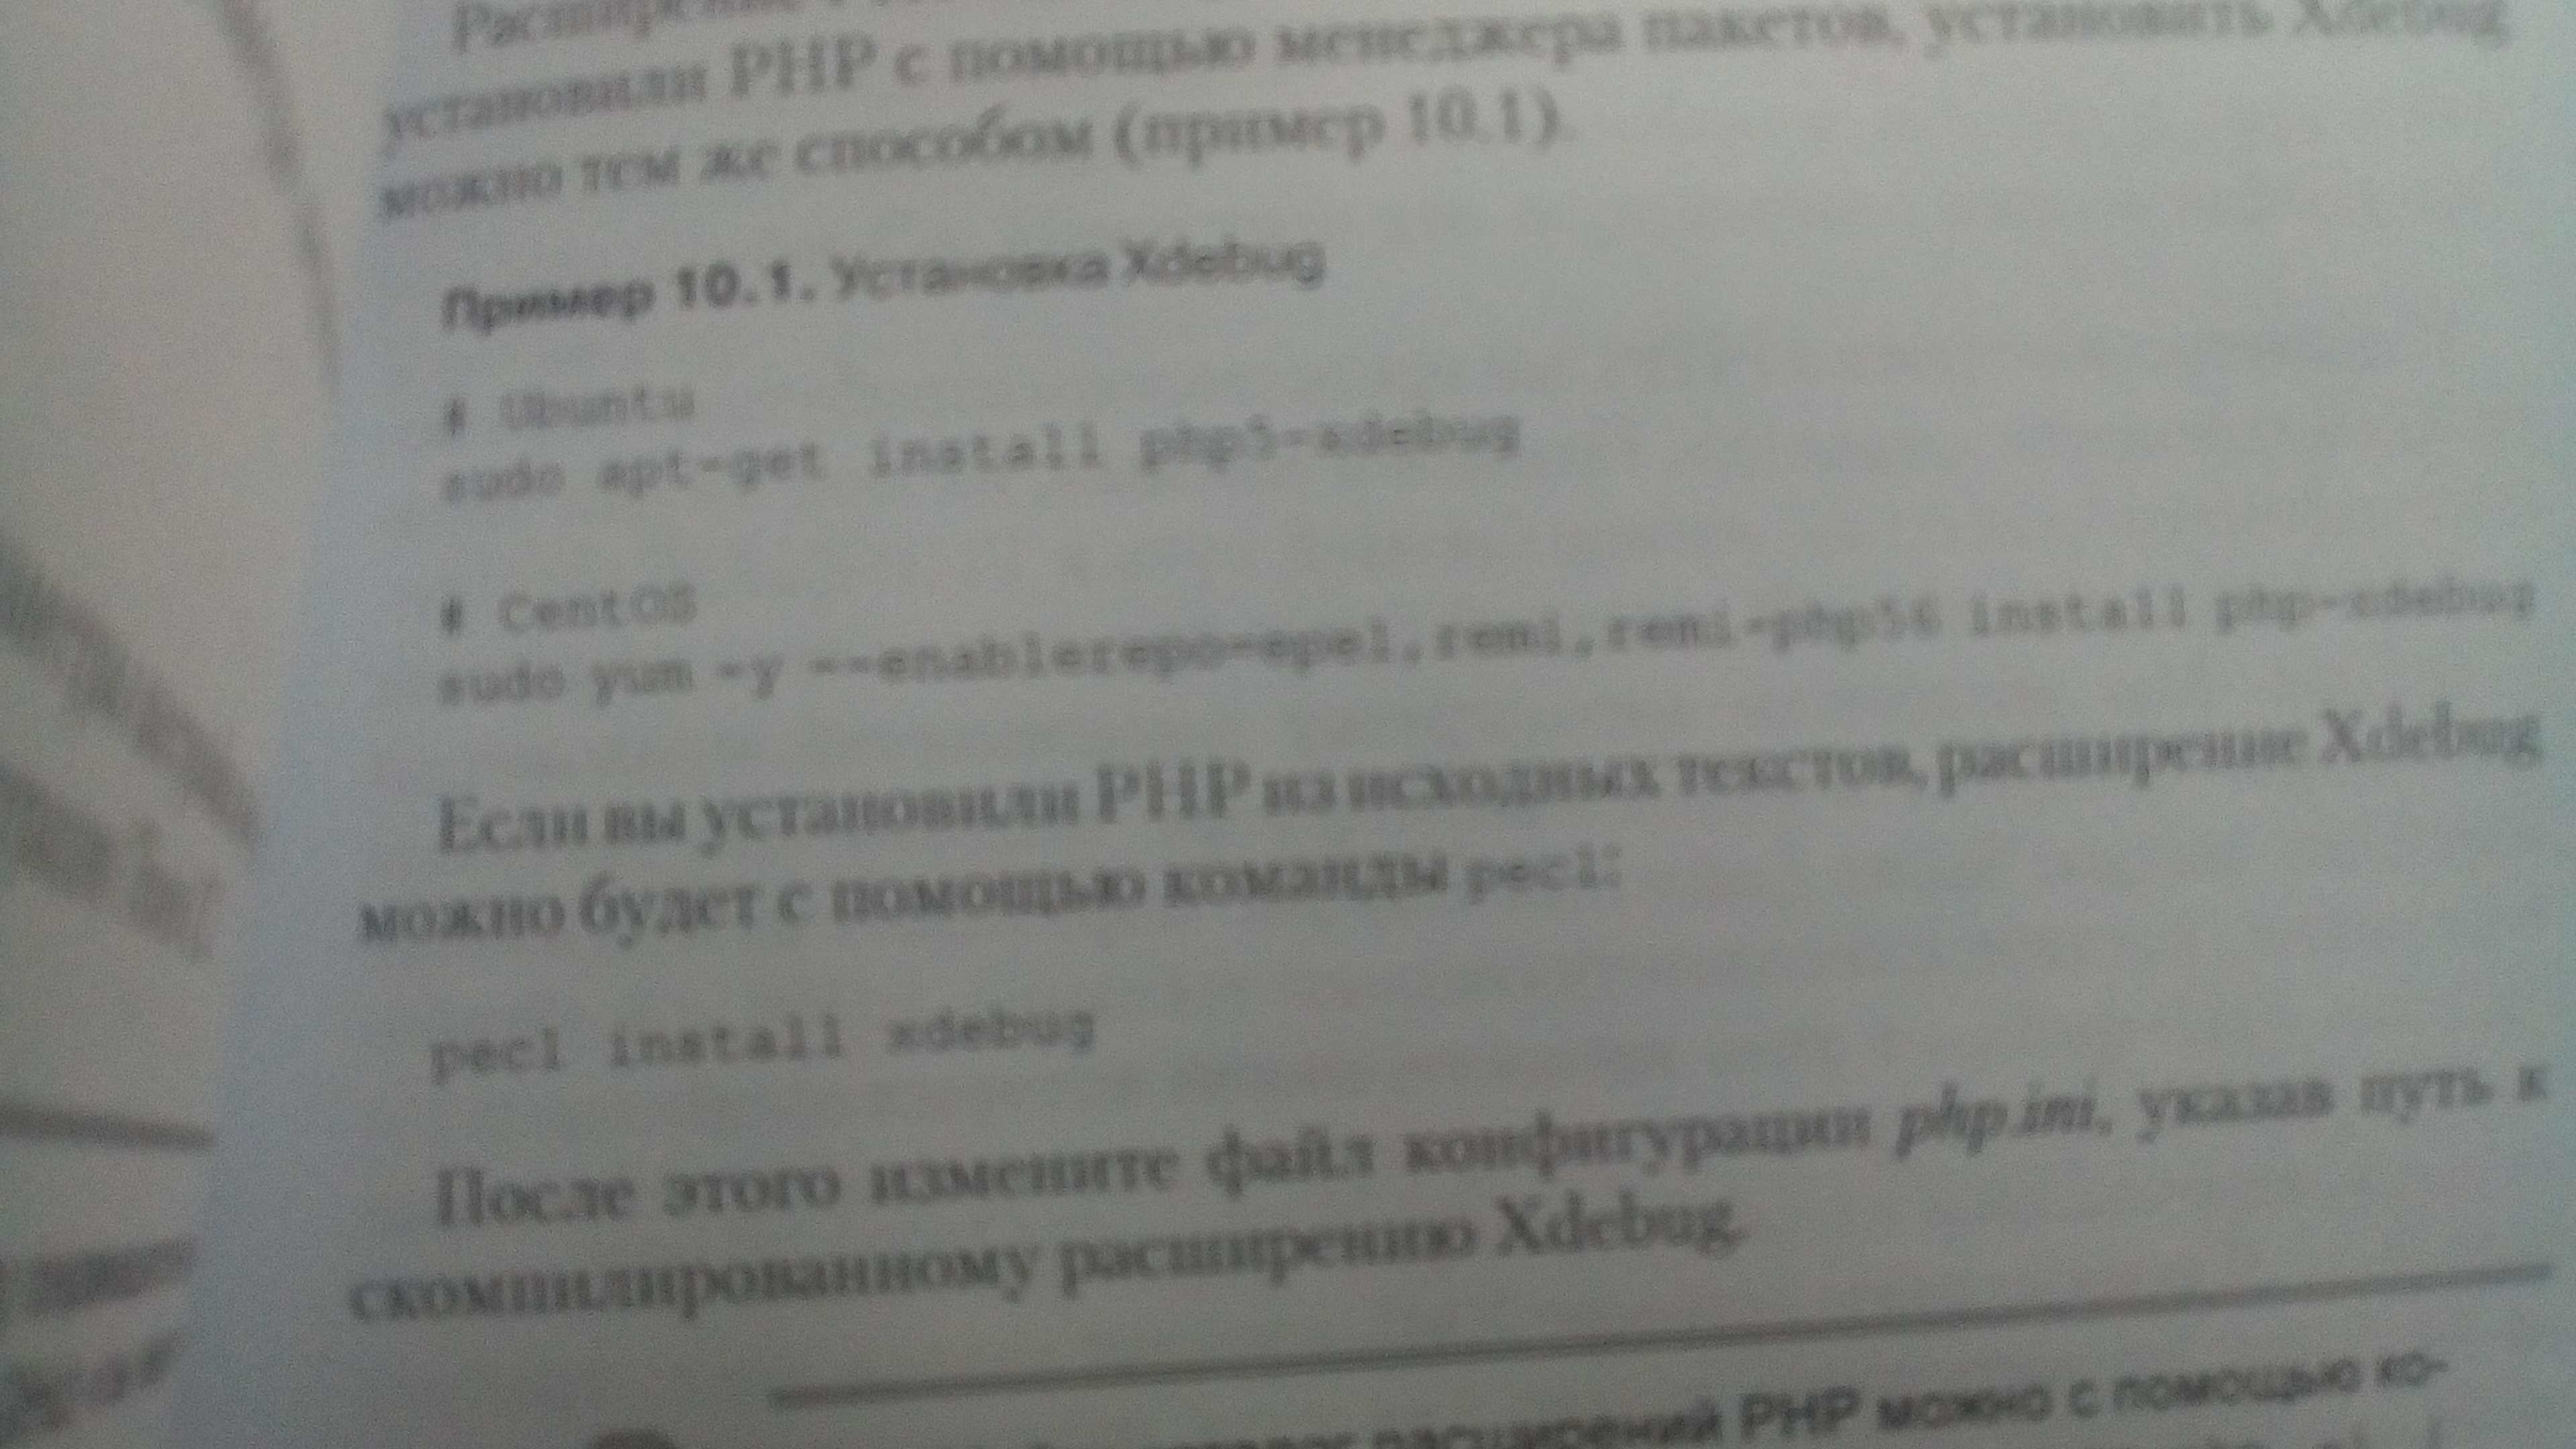 Расширение
установили PHP с помощью менеджера пакетов, установить Xdebug
можно тем же способом (пример 10.1).
Пример 10.1. Установка Xdebug
# Ubuntu
sudo apt-get install php5-xdebug
# CentOS
sudo yum -y --enablerepo=epel,remi,remi-php56 install php-xdebug
Если вы установили PHP из исходных текстов, расширение Xdebug
можно будет с помощью команды pecl:
pecl install xdebug
После этого измените файл конфигурации php.ini, указав путь к
скомпилированному расширению Xdebug.
расширений PHP можно с помощью ко-